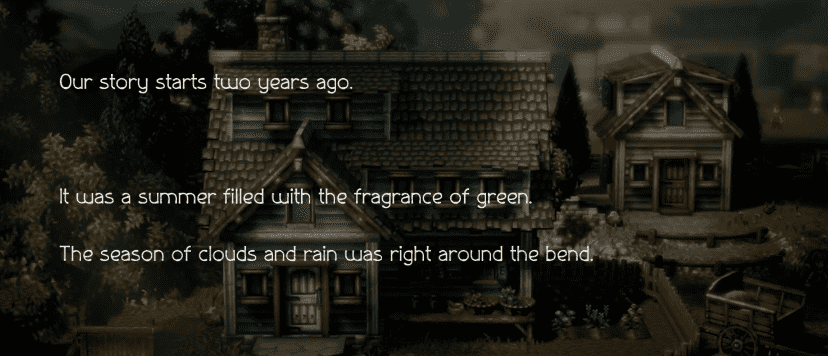 Our story starts two years ago.
It was a summer filled with the fragrance of green.
The season of clouds and rain was right around the bend.